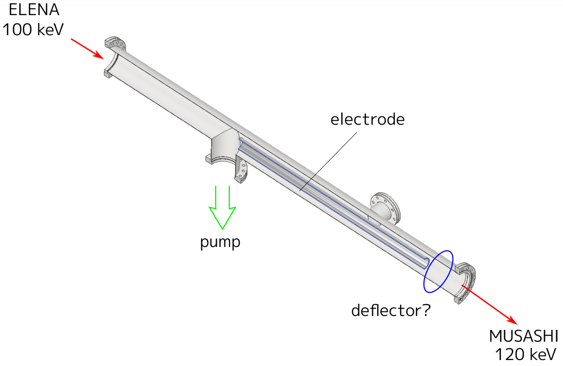 ELENA
100 keV
electrode
pump
deflector?
MUSASHI
120 keV